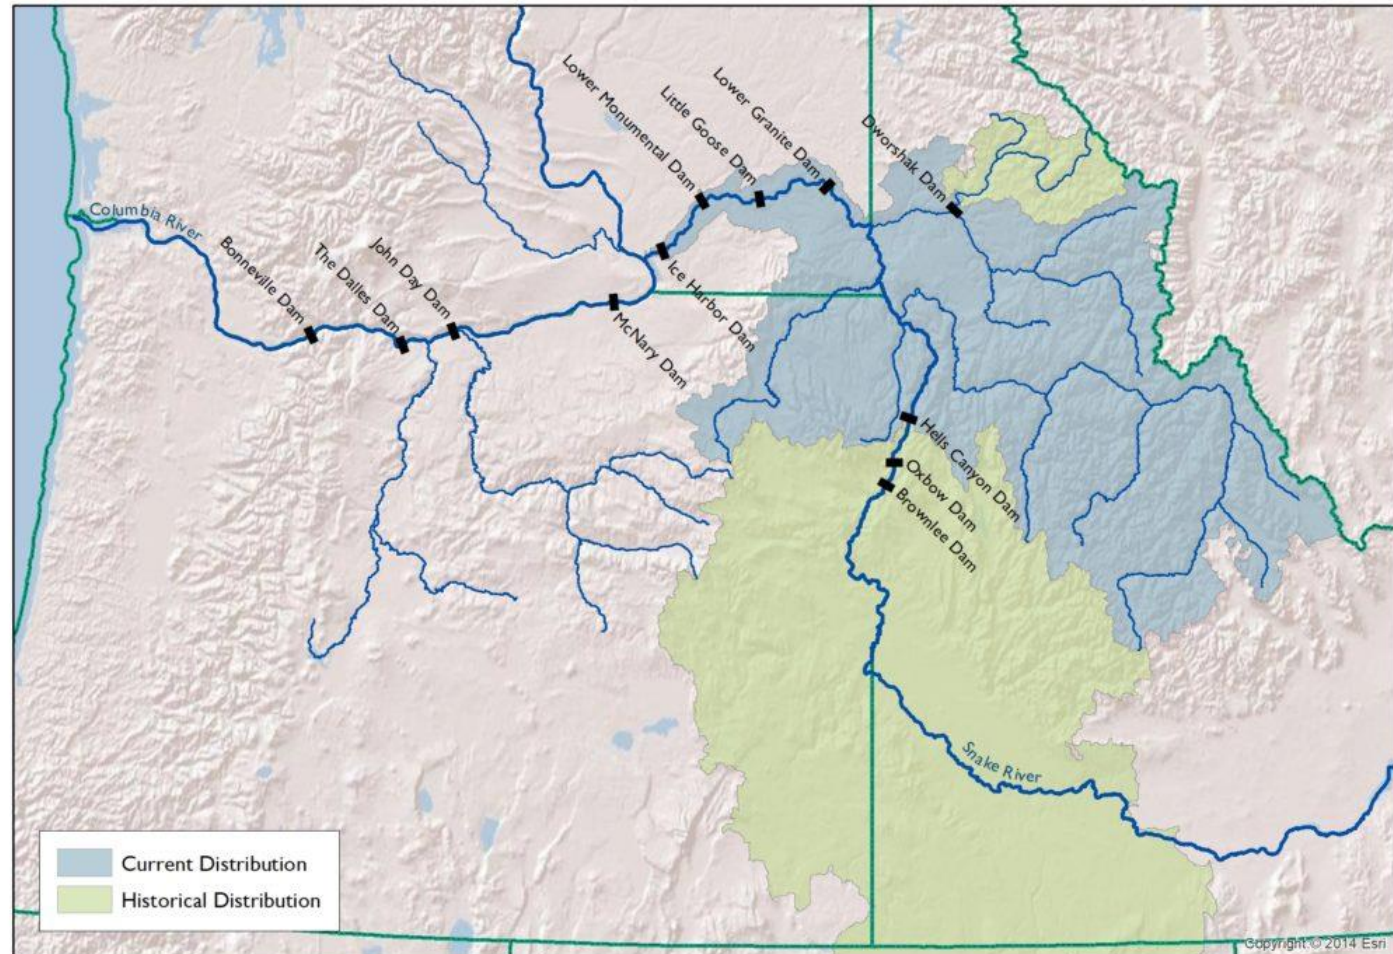 Lower Monumental Dam
Little Goose Dam
Lower Granite Dam
Dworshak Dam
Columbia River
Bonneville Dam
The Dalles Dam
John Day Dam
Ice Harbor Dam
McNary Dam
Hells Canyon Dam
Oxbow Dam
Brownlee Dam
Snake River
Current Distribution
Historical Distribution
Copyright:© 2014 Esri